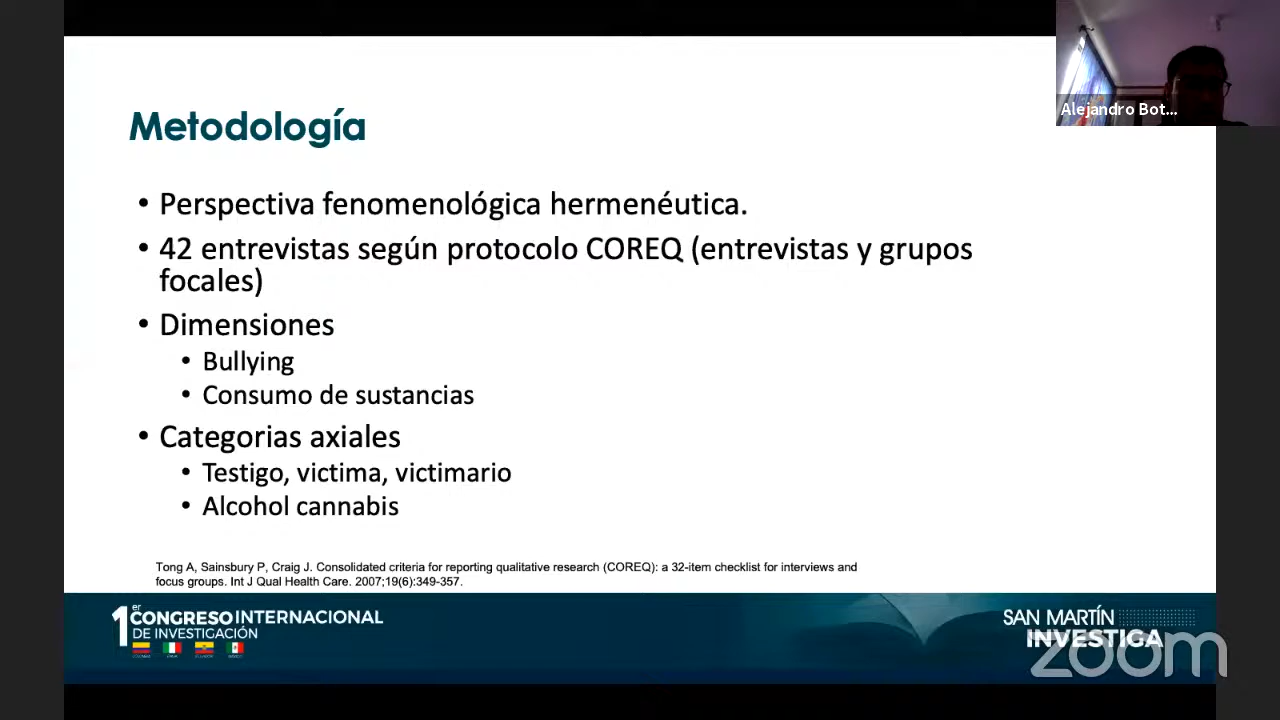 Alejandro Bot...
Metodología
• Perspectiva fenomenológica hermenéutica.
• 42 entrevistas según protocolo COREQ (entrevistas y grupos
focales)
• Dimensiones
• Bullying
• Consumo de sustancias
• Categorias axiales
• Testigo, victima, victimario
• Alcohol cannabis
Tong A, Sainsbury P, Craig J. Consolidated criteria for reporting qualitative research (COREQ): a 32-item checklist for interviews and
focus groups. Int J Qual Health Care. 2007;19(6):349-357.
1er CONGRESO INTERNACIONAL
DE INVESTIGACIÓN
SAN MARTÍN
INVESTIGA
zoom